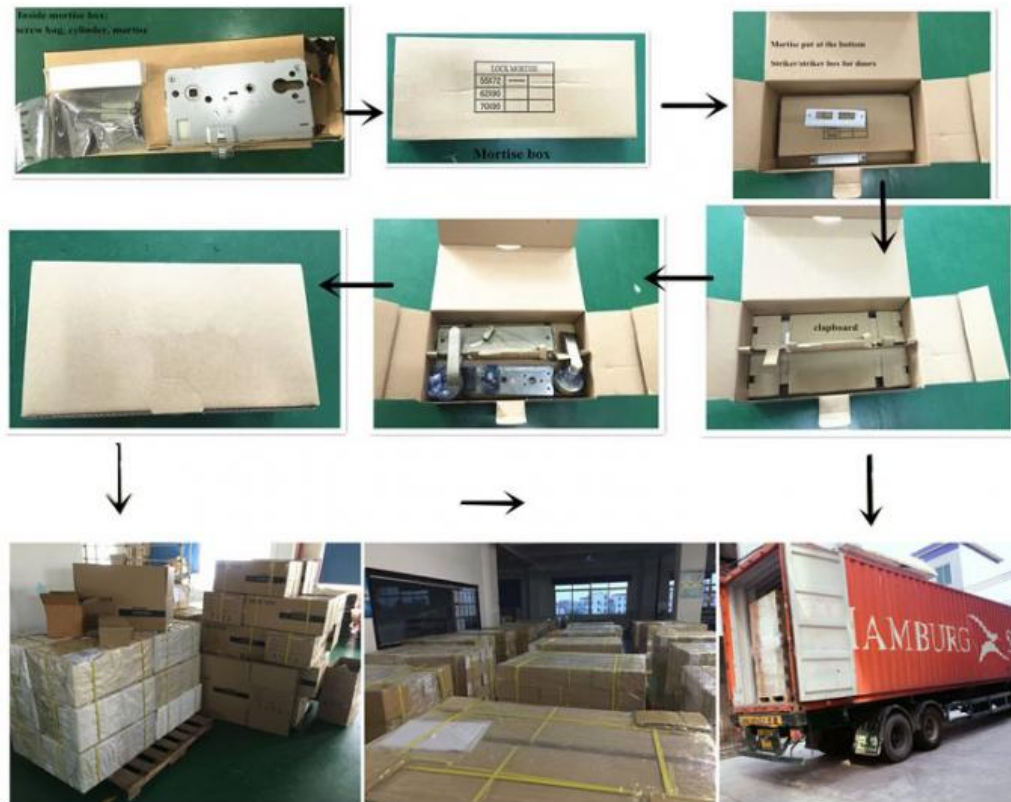 Inside mortise box:
screw bag, cylinder, mortise
LOCK MORTISE
55X72
62X90
70X90
Mortise box
Mortise put at the bottom
Striker/striker box for doors
clapboard
HAMBURG S